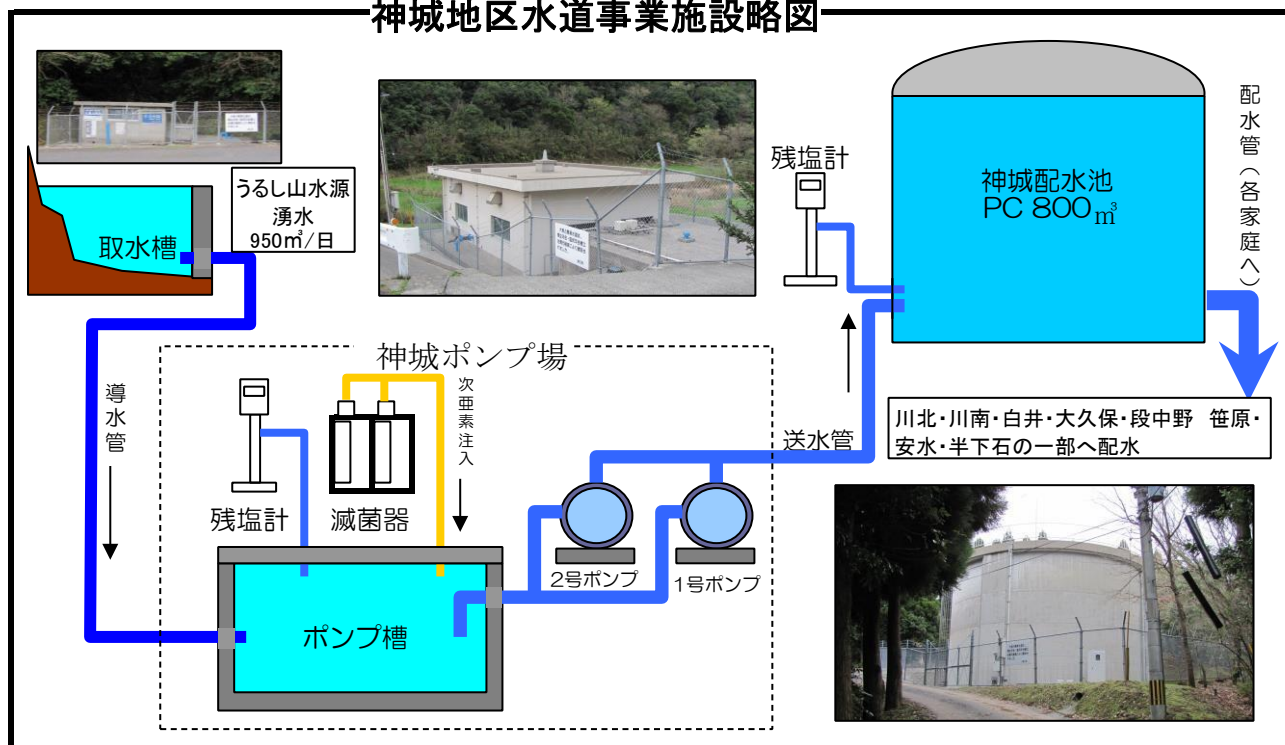 神城地区水道事業施設略図
うるし山水源
湧水
950㎥/日
取水槽
導水管
神城ポンプ場
残塩計
滅菌器
次亜素注入
ポンプ槽
2号ポンプ
1号ポンプ
送水管
残塩計
神城配水池
PC 800㎥
配水管(各家庭へ)
川北・川南・白井・大久保・段中野 笹原・
安水・半下石の一部へ配水